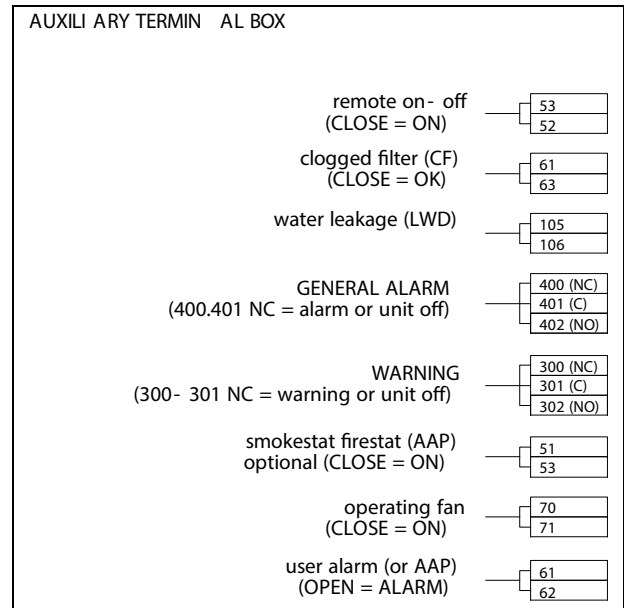 AUXILI ARY TERMIN AL BOX
remote on- off
(CLOSE = ON)
53
52
clogged filter (CF)
(CLOSE = OK)
61
63
water leakage (LWD)
105
106
GENERAL ALARM
(400.401 NC = alarm or unit off)
400 (NC)
401 (C)
402 (NO)
WARNING
(300- 301 NC = warning or unit off)
300 (NC)
301 (C)
302 (NO)
smokestat firestat (AAP)
optional (CLOSE = ON)
51
53
operating fan
(CLOSE = ON)
70
71
user alarm (or AAP)
(OPEN = ALARM)
61
62